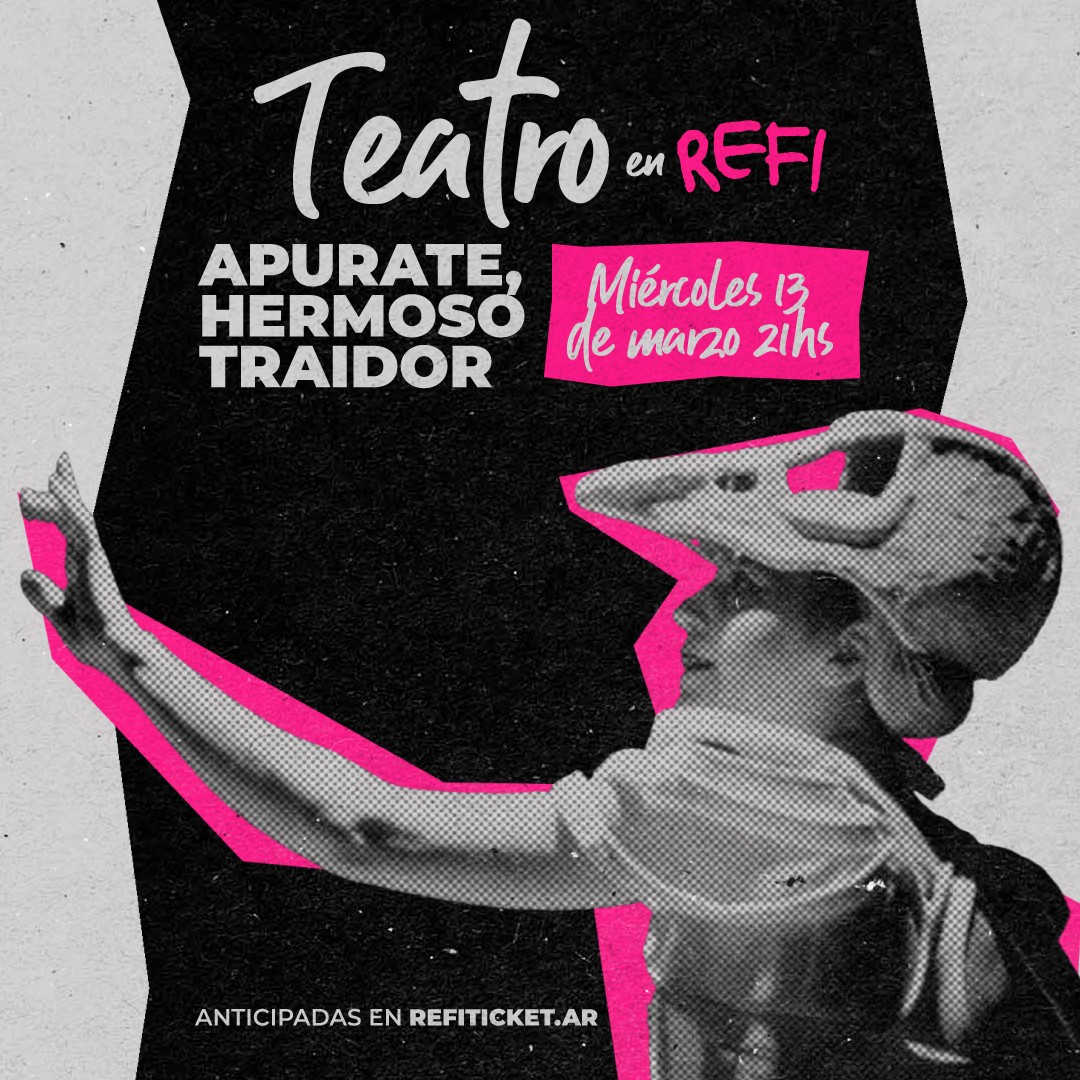 Teatro en REFI
APURATE,
HERMOSO
TRAIDOR
Miércoles 13
de marzo 21hs
ANTICIPADAS EN REFITICKET.AR